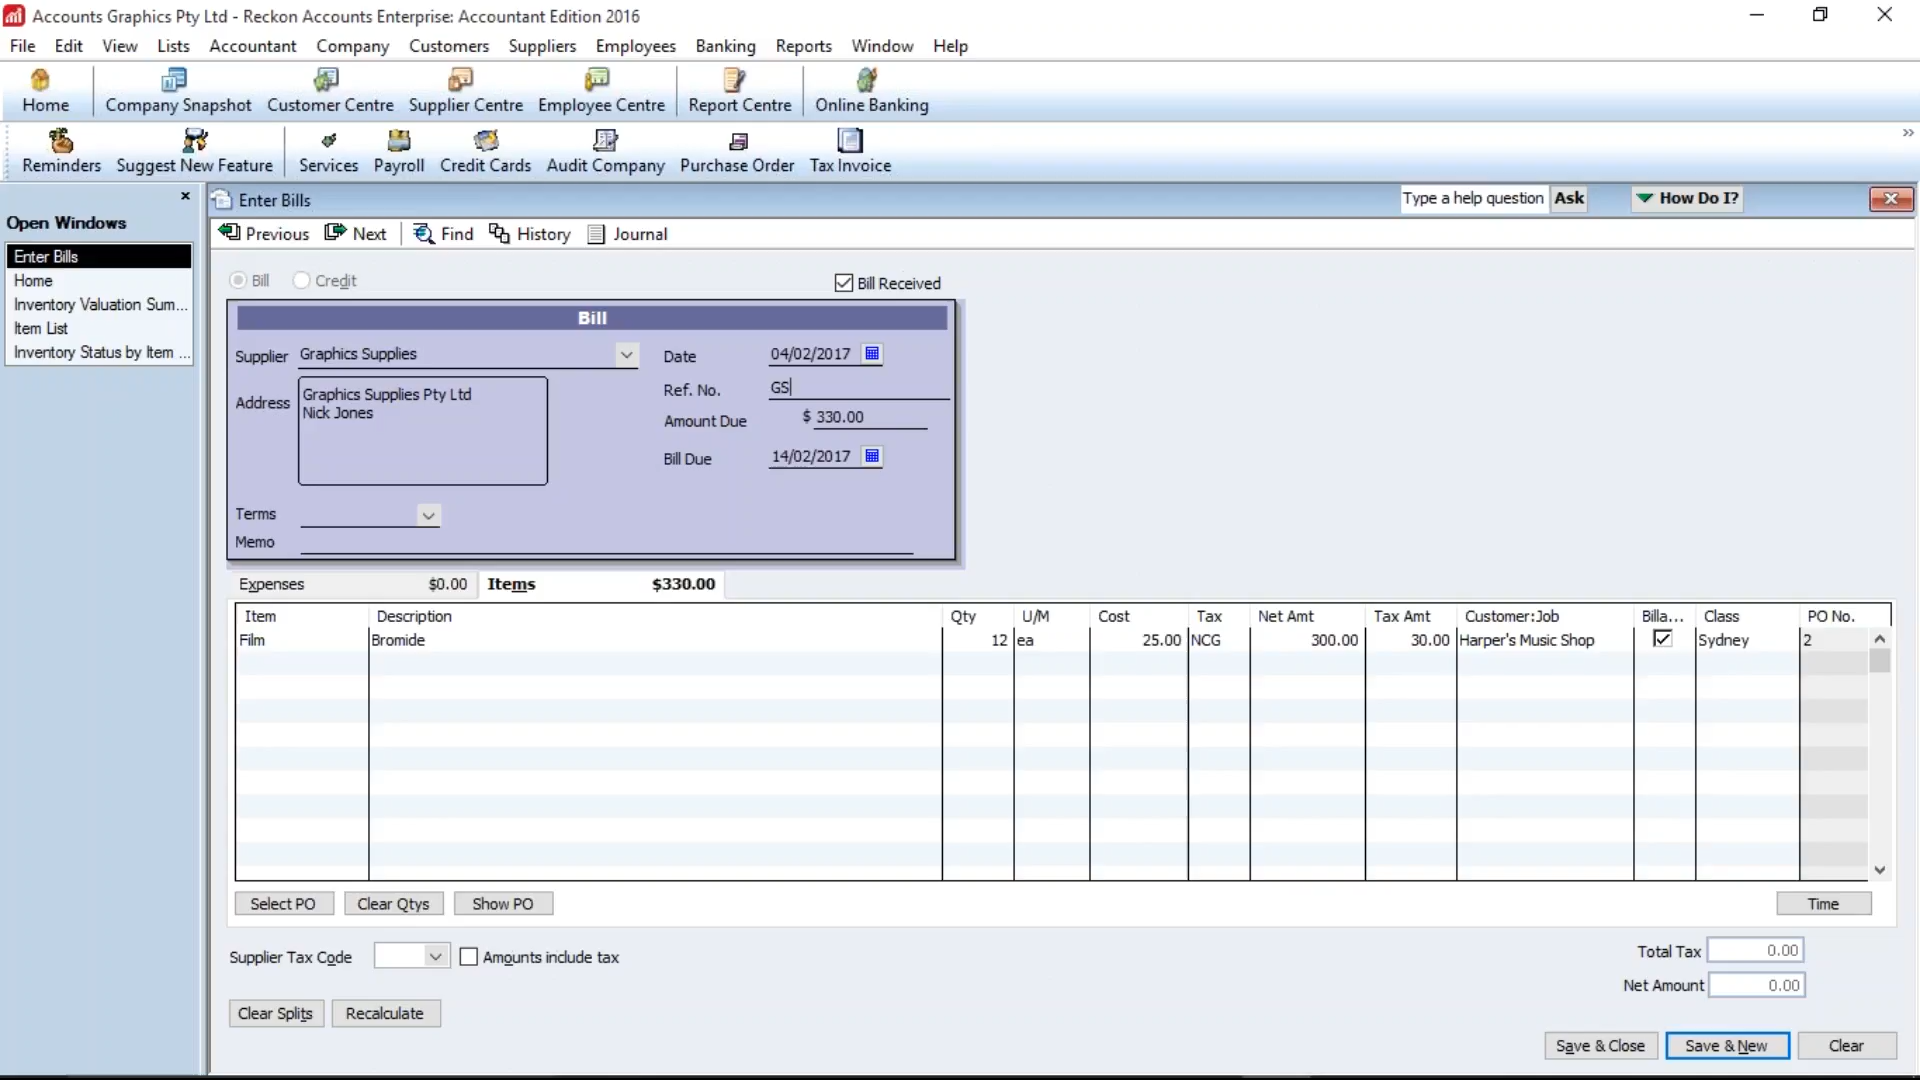 Accounts Graphics Pty Ltd - Reckon Accounts Enterprise: Accountant Edition 2016
File Edit View Lists Accountant Company Customers Suppliers Employees Banking Reports Window Help
Home Company Snapshot Customer Centre Supplier Centre Employee Centre Report Centre Online Banking
Reminders Suggest New Feature Services Payroll Credit Cards Audit Company Purchase Order Tax Invoice »
Open Windows
Enter Bills
Home
Inventory Valuation Sum...
Item List
Inventory Status by Item ...
Enter Bills Type a help question Ask How Do I?
Previous Next Find History Journal
Bill Credit Bill Received
Bill
Supplier Graphics Supplies Date 04/02/2017
Address Graphics Supplies Pty Ltd
Nick Jones
Ref. No. GS
Amount Due $ 330.00
Bill Due 14/02/2017
Terms
Memo
Expenses $0.00 Items $330.00
Item Description Qty U/M Cost Tax Net Amt Tax Amt Customer:Job Billa... Class PO No.
Film Bromide 12 ea 25.00 NCG 300.00 30.00 Harper's Music Shop Sydney 2
Select PO Clear Qtys Show PO Time
Supplier Tax Code Amounts include tax Total Tax 0.00
Net Amount 0.00
Clear Splits Recalculate
Save & Close Save & New Clear